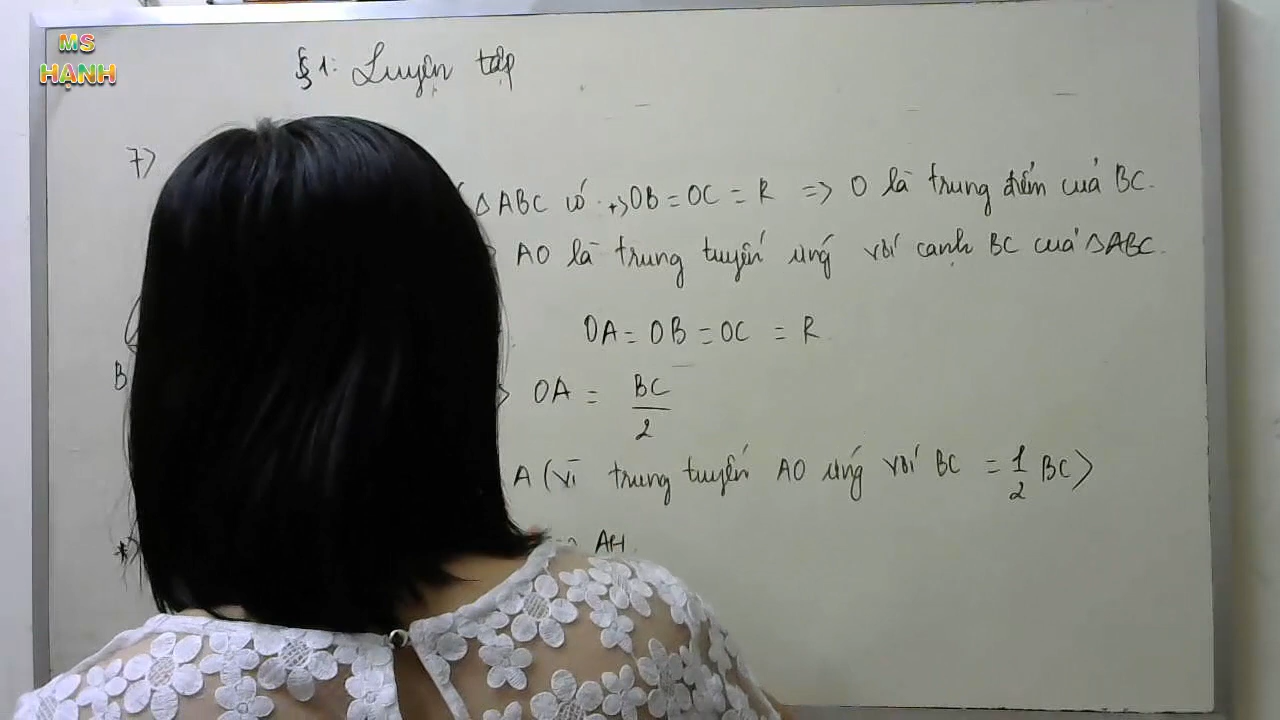 MS
HẠNH
§1: Luyện tập
7)
△ABC có +) OB = OC = R => O là trung điểm của BC.
AO là trung tuyến ứng với cạnh BC của △ABC.
OA = OB = OC = R
B
OA = BC/2
A (vì trung tuyến AO ứng với BC = 1/2 BC)
*)
=> AH